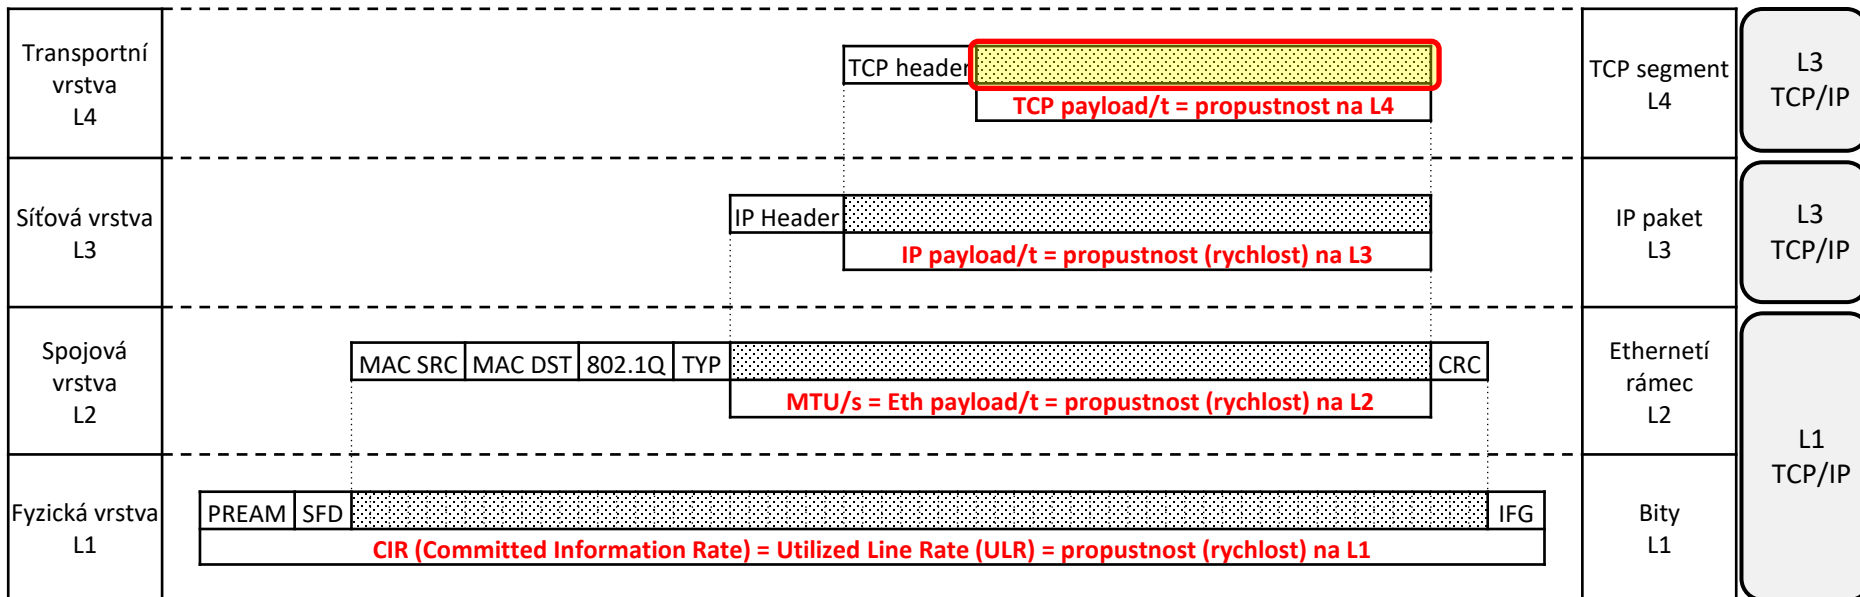 Transportní
vrstva
L4
TCP header
TCP payload/t = propustnost na L4
TCP segment
L4
L3
TCP/IP
Síťová vrstva
L3
IP Header
IP payload/t = propustnost (rychlost) na L3
IP paket
L3
L3
TCP/IP
Spojová
vrstva
L2
MAC SRC MAC DST 802.1Q TYP CRC
MTU/s = Eth payload/t = propustnost (rychlost) na L2
Ethernetí
rámec
L2
L1
TCP/IP
Fyzická vrstva
L1
PREAM SFD IFG
CIR (Committed Information Rate) = Utilized Line Rate (ULR) = propustnost (rychlost) na L1
Bity
L1